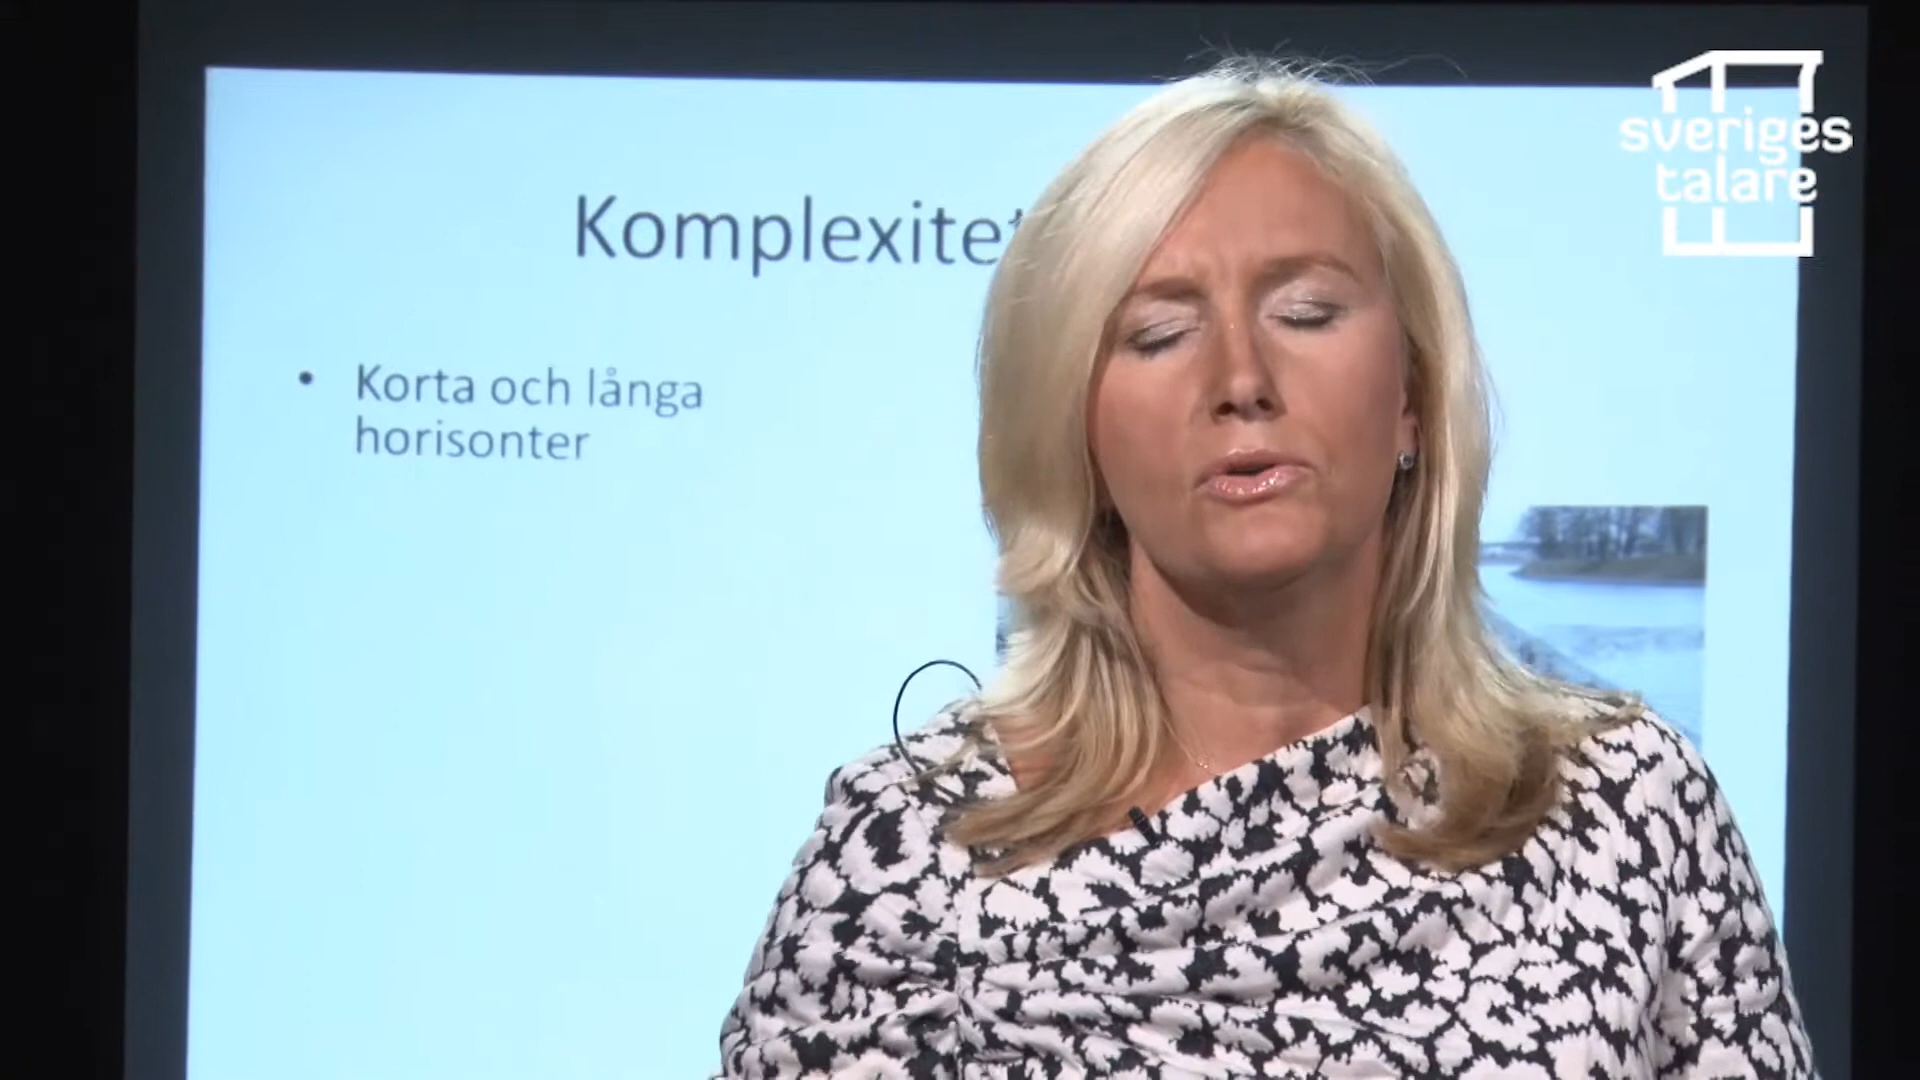 sveriges
talare
Komplexitet
• Korta och långa
horisonter